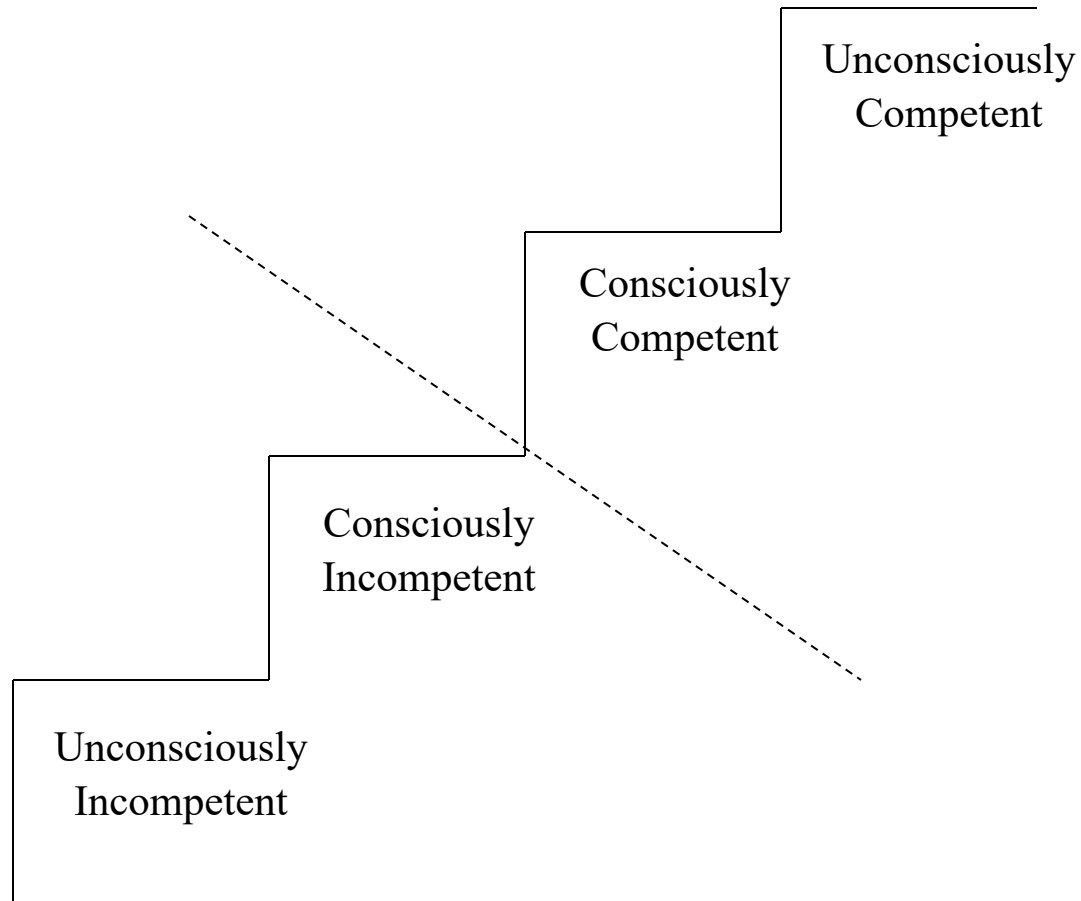 Unconsciously
Competent
Consciously
Competent
Consciously
Incompetent
Unconsciously
Incompetent